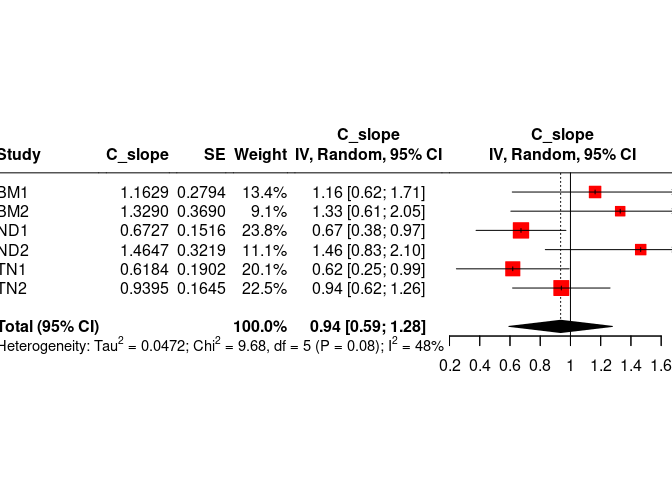 C_slope C_slope
Study C_slope SE Weight IV, Random, 95% CI IV, Random, 95% CI
BM1 1.1629 0.2794 13.4% 1.16 [0.62; 1.71]
BM2 1.3290 0.3690 9.1% 1.33 [0.61; 2.05]
ND1 0.6727 0.1516 23.8% 0.67 [0.38; 0.97]
ND2 1.4647 0.3219 11.1% 1.46 [0.83; 2.10]
TN1 0.6184 0.1902 20.1% 0.62 [0.25; 0.99]
TN2 0.9395 0.1645 22.5% 0.94 [0.62; 1.26]
Total (95% CI) 100.0% 0.94 [0.59; 1.28]
Heterogeneity: Tau² = 0.0472; Chi² = 9.68, df = 5 (P = 0.08); I² = 48%
0.2 0.4 0.6 0.8 1 1.2 1.4 1.6